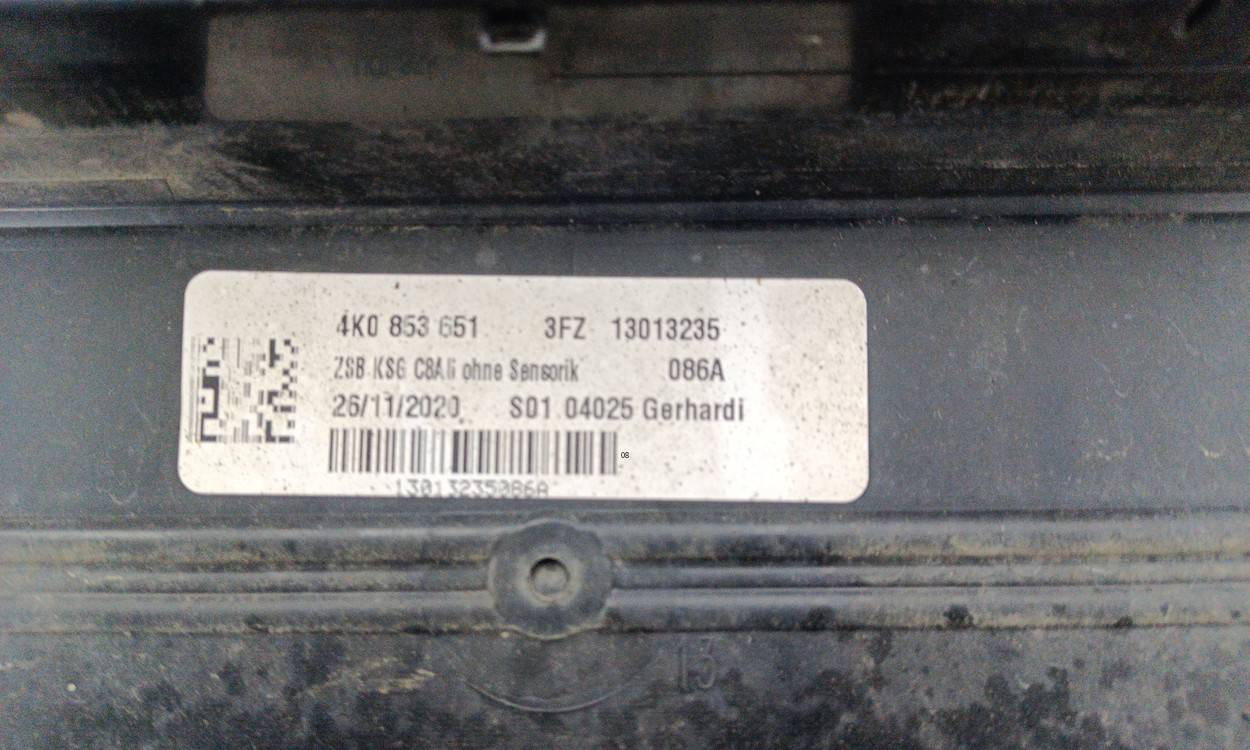 4K0 853 651 3FZ 13013235
ZSB KSG C8Ali ohne Sensorik 086A
26/11/2020 S01 04025 Gerhardi
08
13013235086A
13